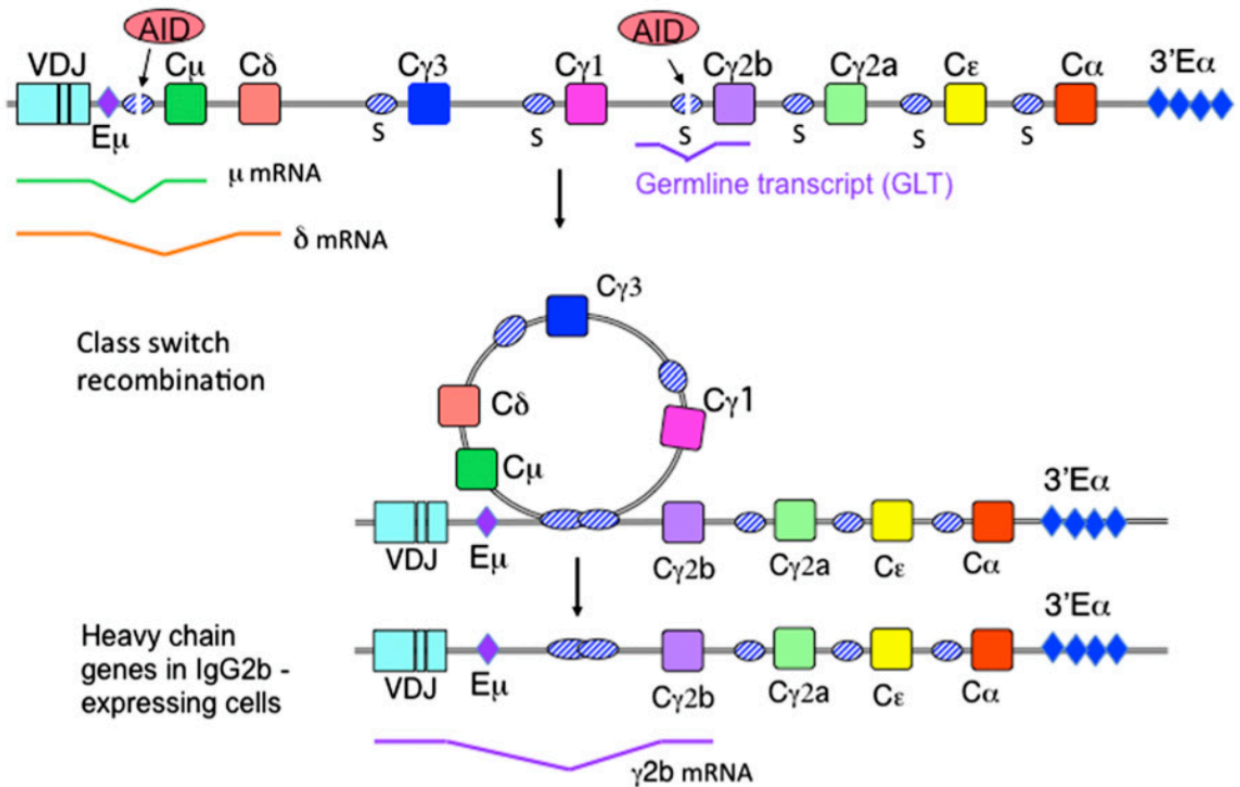 AID
AID
VDJ Cμ Cδ Cγ3 Cγ1 Cγ2b Cγ2a Cε Cα 3'Eα
Eμ S S S S S S
μ mRNA
Germline transcript (GLT)
δ mRNA
Cγ3
Class switch
recombination
Cδ
Cγ1
Cμ
3'Eα
VDJ Eμ Cγ2b Cγ2a Cε Cα
Heavy chain
genes in IgG2b -
expressing cells
3'Eα
VDJ Eμ Cγ2b Cγ2a Cε Cα
γ2b mRNA